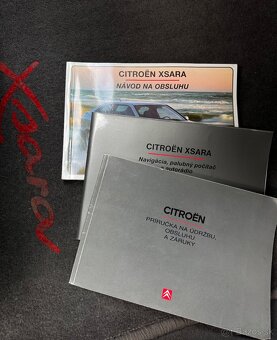 CITROËN XSARA
NÁVOD NA OBSLUHU
CITROËN XSARA
Navigácia, palubný počítač
a autorádio
CITROËN
PRÍRUČKA NA ÚDRŽBU,
OBSLUHU
A ZÁRUKY
Xsara